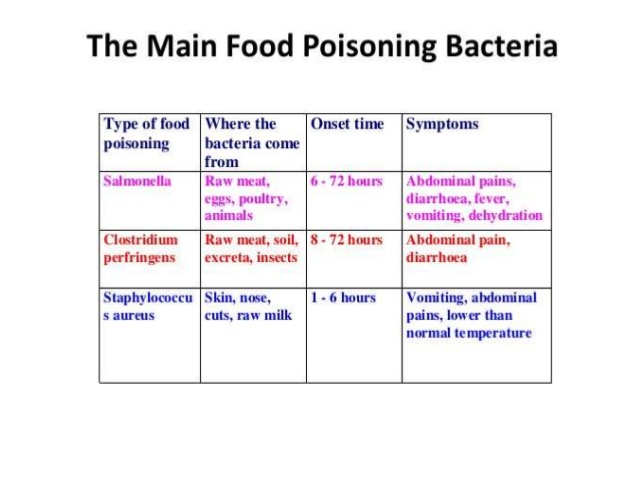 The Main Food Poisoning Bacteria
Type of food poisoning Where the bacteria come from Onset time Symptoms
Salmonella Raw meat, eggs, poultry, animals 6 - 72 hours Abdominal pains, diarrhoea, fever, vomiting, dehydration
Clostridium perfringens Raw meat, soil, excreta, insects 8 - 72 hours Abdominal pain, diarrhoea
Staphylococcu s aureus Skin, nose, cuts, raw milk 1 - 6 hours Vomiting, abdominal pains, lower than normal temperature